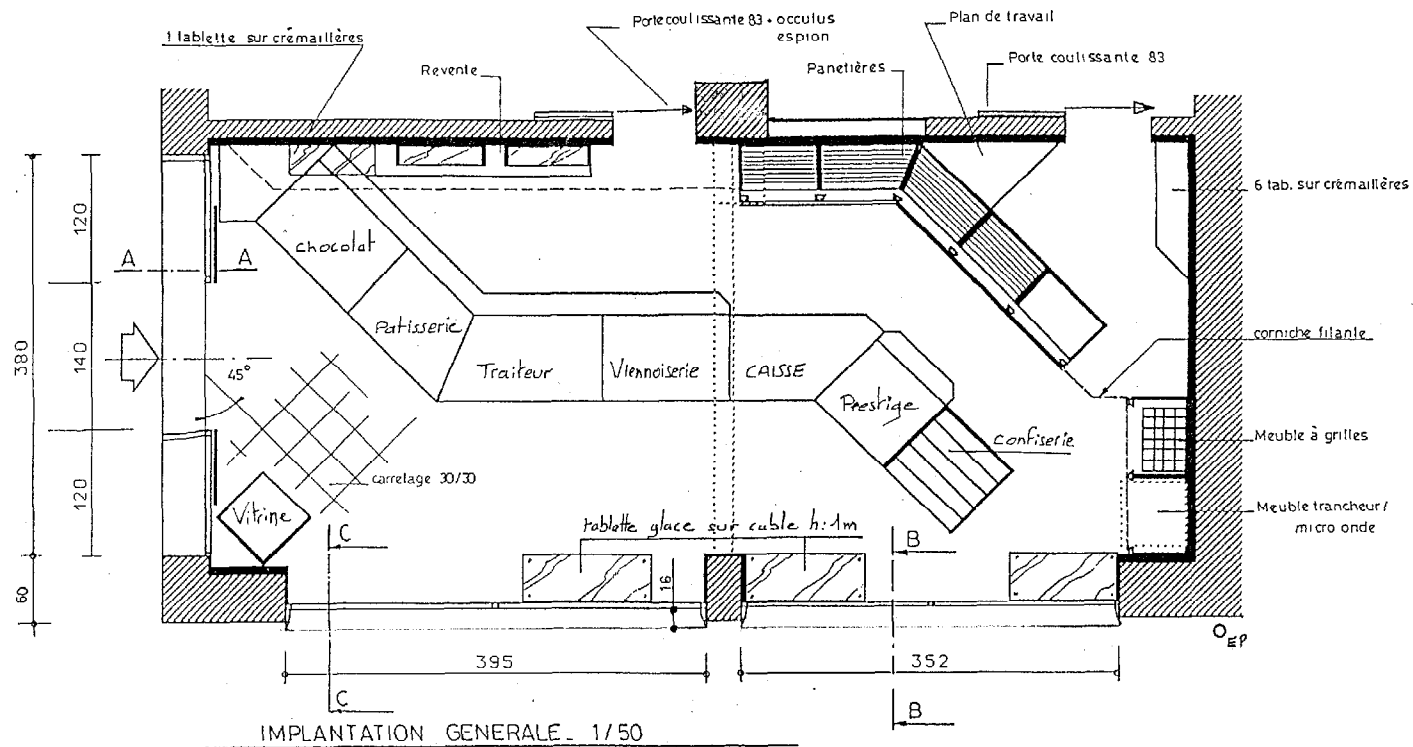 Porte coulissante 83 + occulus
espion
Plan de travail
1 tablette sur crémaillères
Revente
Panetières
Porte coulissante 83
6 tab. sur crémaillères
chocolat
A
A
120
Patisserie
corniche filante
380
140
45°
Traiteur
Viennoiserie
CAISSE
Prestige
confiserie
Meuble à grilles
carrelage 30/30
120
Vitrine
Meuble trancheur/
micro onde
tablette glace sur cable h:1m
C
B
60
16
O EP
395
352
C
B
IMPLANTATION GENERALE_ 1/50